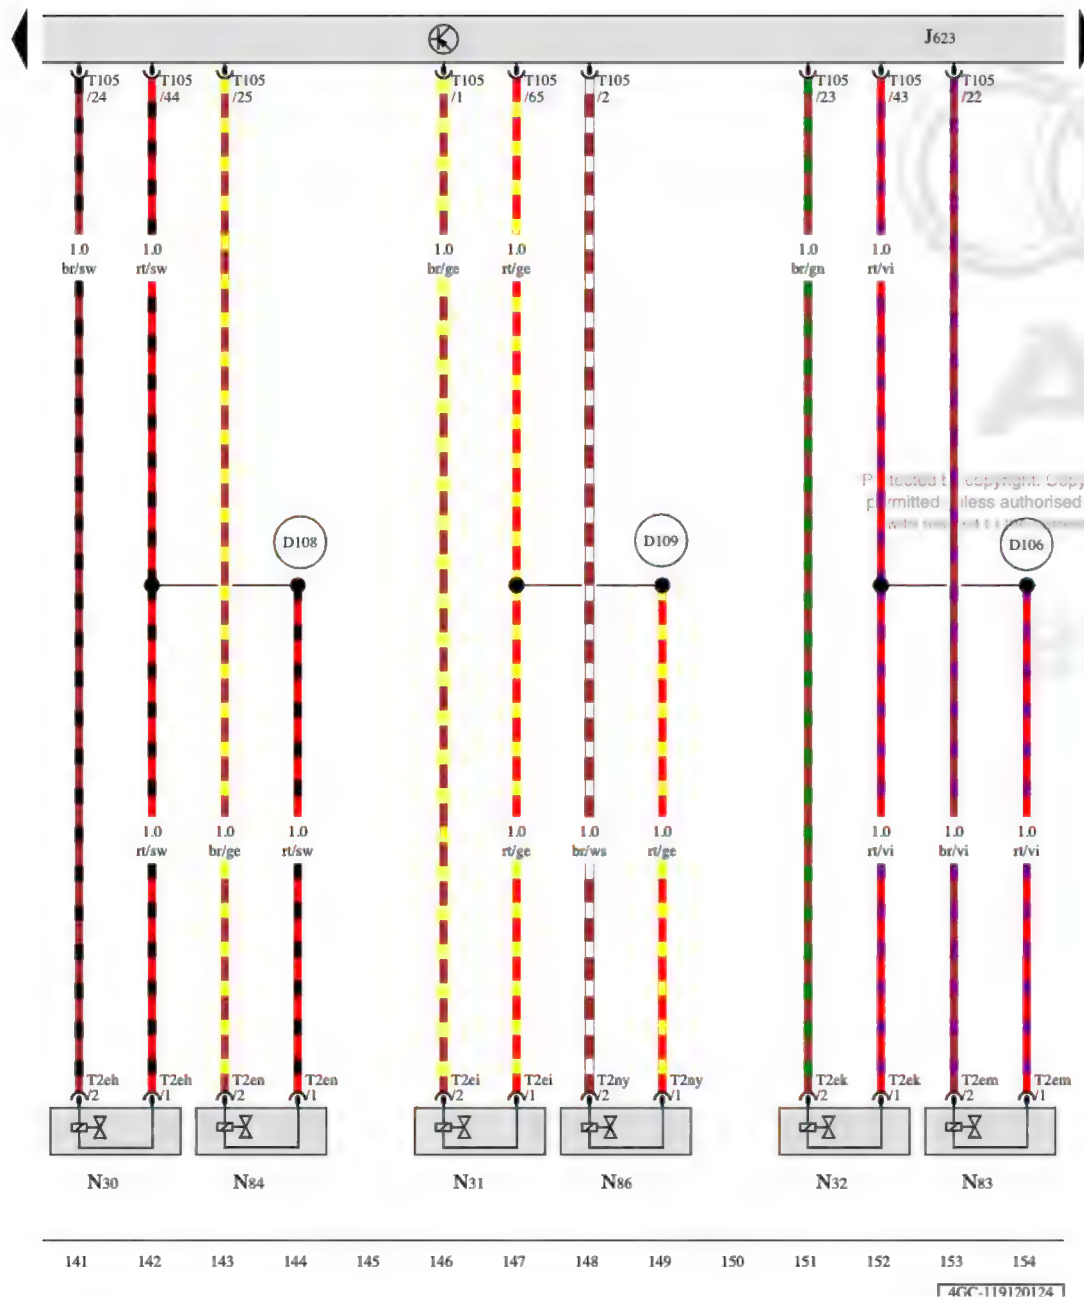 J623
T105 T105 T105 T105 T105 T105 T105 T105 T105
/24 /44 /25 /1 /65 /2 /23 /43 /22
1.0 1.0 1.0 1.0 1.0 1.0
br/sw rt/sw br/ge rt/ge br/gn rt/vi
copyright. Copy
permitted unless authorised
D108 D109 D106
1.0 1.0 1.0 1.0 1.0 1.0 1.0 1.0 1.0
rt/sw br/ge rt/sw rt/ge br/ws rt/ge rt/vi br/vi rt/vi
T2eh T2eh T2en T2en T2ei T2ei T2ny T2ny T2ek T2ek T2em T2em
/2 /1 /2 /1 /2 /1 /2 /1 /2 /1 /2 /1
N30 N84 N31 N86 N32 N83
141 142 143 144 145 146 147 148 149 150 151 152 153 154
4GC-119120124